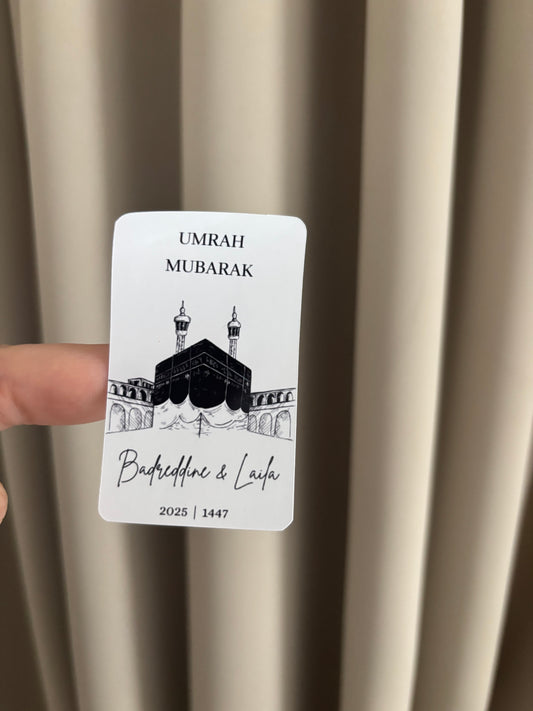 UMRAH
MUBARAK
Badreddine & Laila
2025 | 1447